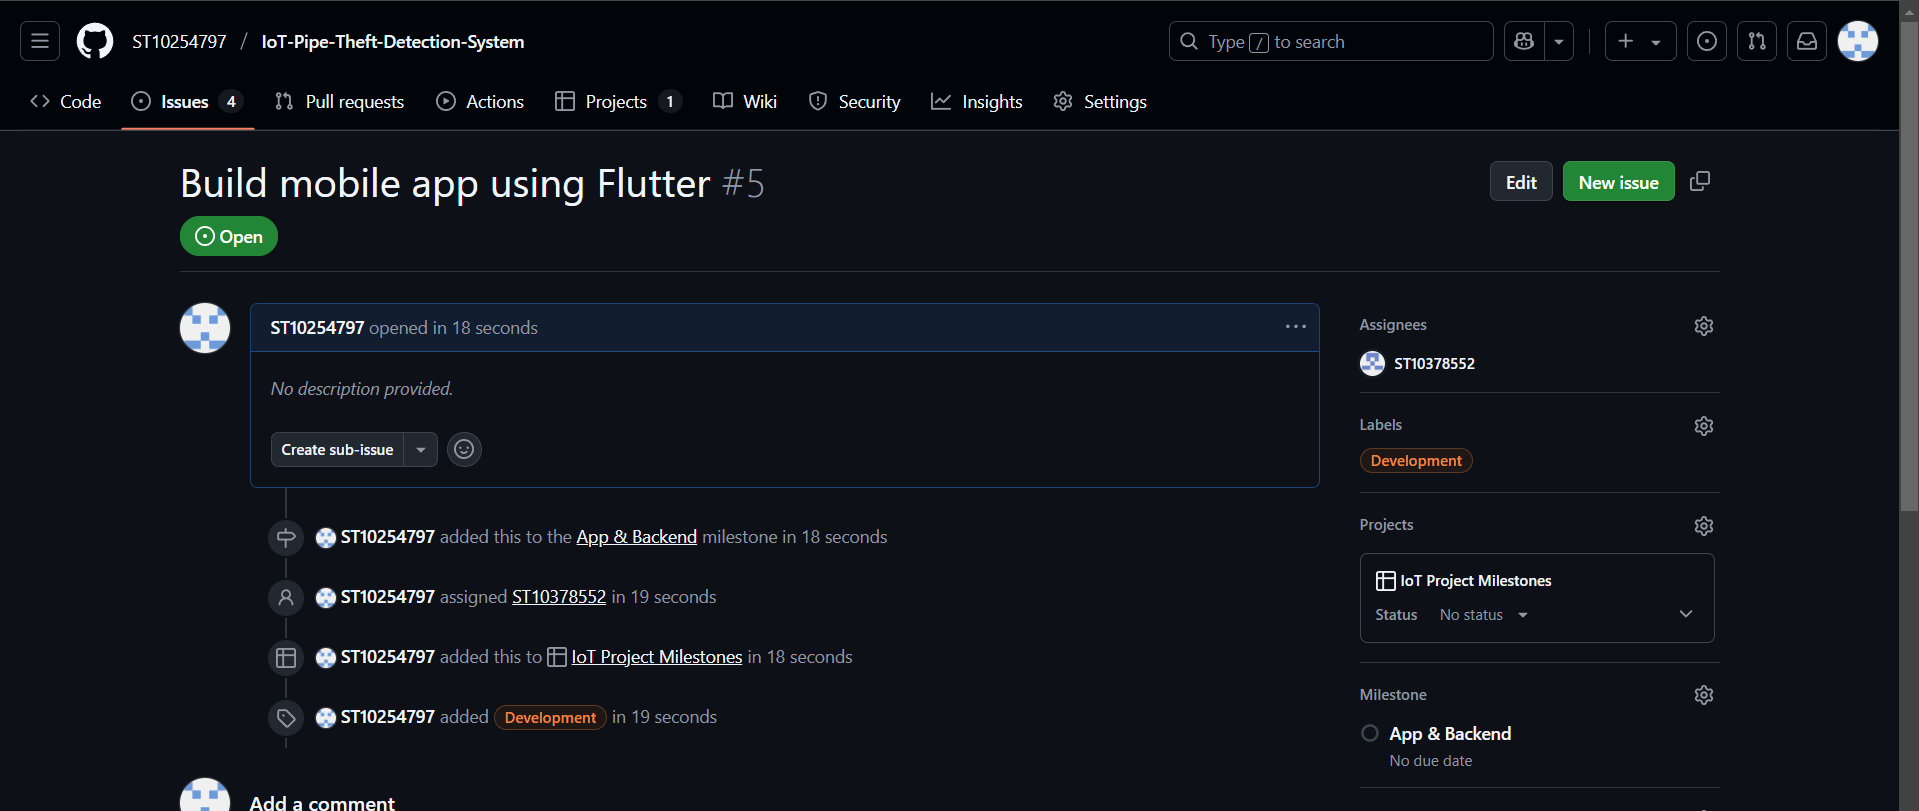 ST10254797 / IoT-Pipe-Theft-Detection-System
Type / to search
Code
Issues 4
Pull requests
Actions
Projects 1
Wiki
Security
Insights
Settings
Build mobile app using Flutter #5
Edit
New issue
Open
ST10254797 opened in 18 seconds
No description provided.
Create sub-issue
ST10254797 added this to the App & Backend milestone in 18 seconds
ST10254797 assigned ST10378552 in 19 seconds
ST10254797 added this to IoT Project Milestones in 18 seconds
ST10254797 added Development in 19 seconds
Add a comment
Assignees
ST10378552
Labels
Development
Projects
IoT Project Milestones
Status No status
Milestone
App & Backend
No due date